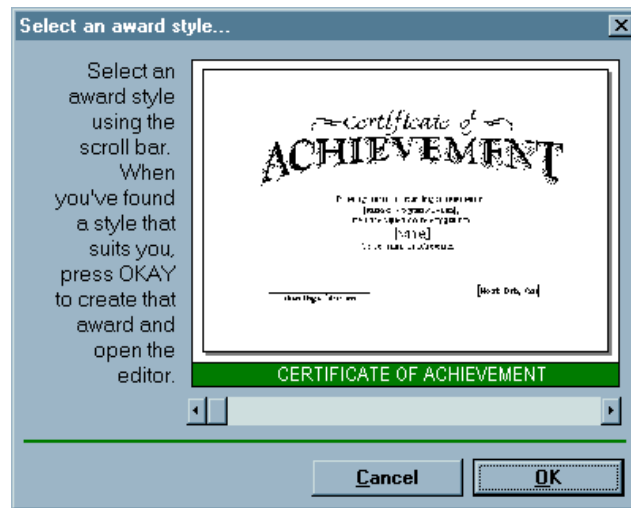 Select an award style...
Select an
award style
using the
scroll bar.
When
you've found
a style that
suits you,
press OKAY
to create that
award and
open the
editor.
Certificate of
ACHIEVEMENT
[Name]
CERTIFICATE OF ACHIEVEMENT
Cancel
OK